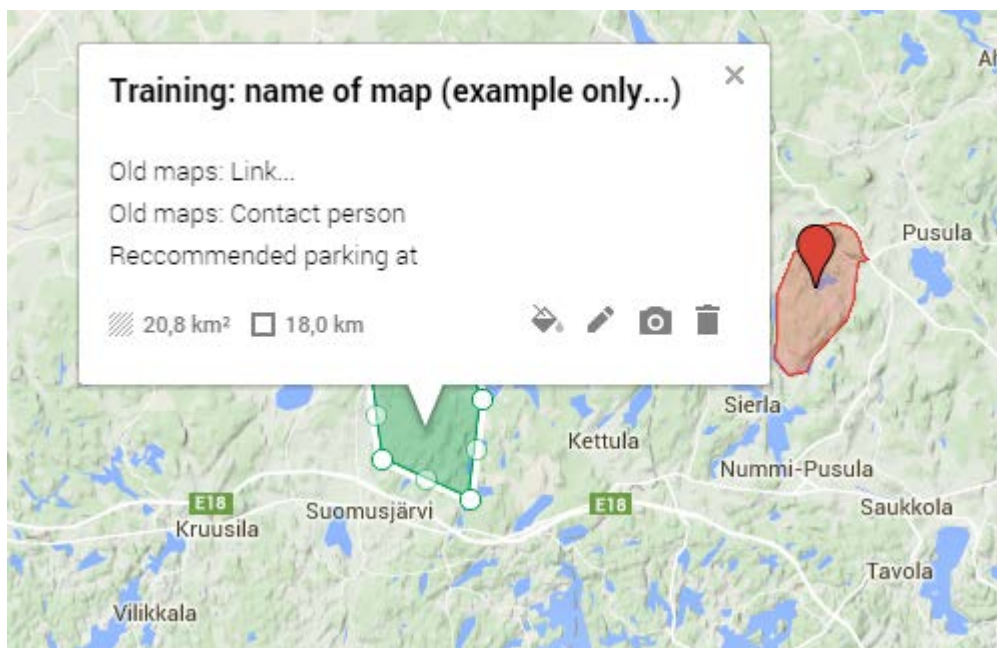 Training: name of map (example only...)
Old maps: Link...
Old maps: Contact person
Reccommended parking at
20,8 km² 18,0 km
Pusula
Sierla
Kettula
Nummi-Pusula
E18
E18
Suomusjärvi
Saukkola
Kruusila
Tavola
Vilikkala